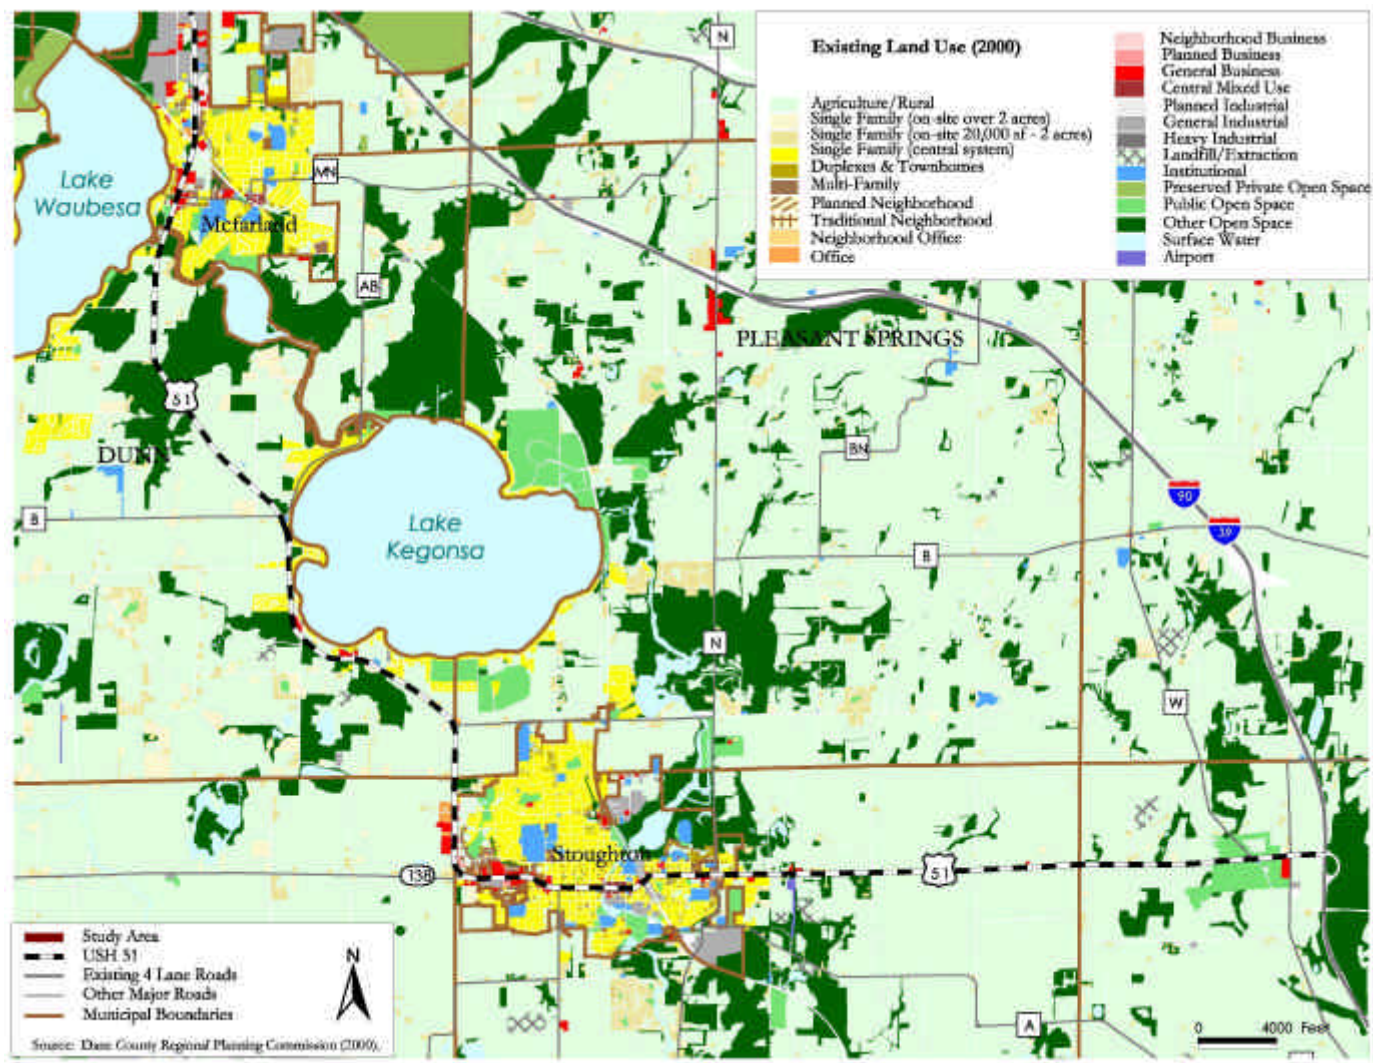 Existing Land Use (2000)
Agriculture/Rural
Single Family (on-site over 2 acres)
Single Family (on-site 20,000 sf - 2 acres)
Single Family (central system)
Duplexes & Townhomes
Multi-Family
Planned Neighborhood
Traditional Neighborhood
Neighborhood Office
Office
Neighborhood Business
Planned Business
General Business
Central Mixed Use
Planned Industrial
General Industrial
Heavy Industrial
Landfill/Extraction
Institutional
Preserved Private Open Space
Public Open Space
Other Open Space
Surface Water
Airport
N
MN
Lake
Waubesa
Mcfarland
AB
PLEASANT SPRINGS
51
DUNN
BN
90
B
Lake
Kegonsa
39
B
N
W
Stoughton
138
51
A
Study Area
USH 51
Existing 4 Lane Roads
Other Major Roads
Municipal Boundaries
N
Source: Dane County Regional Planning Commission (2000).
0 4000 Feet